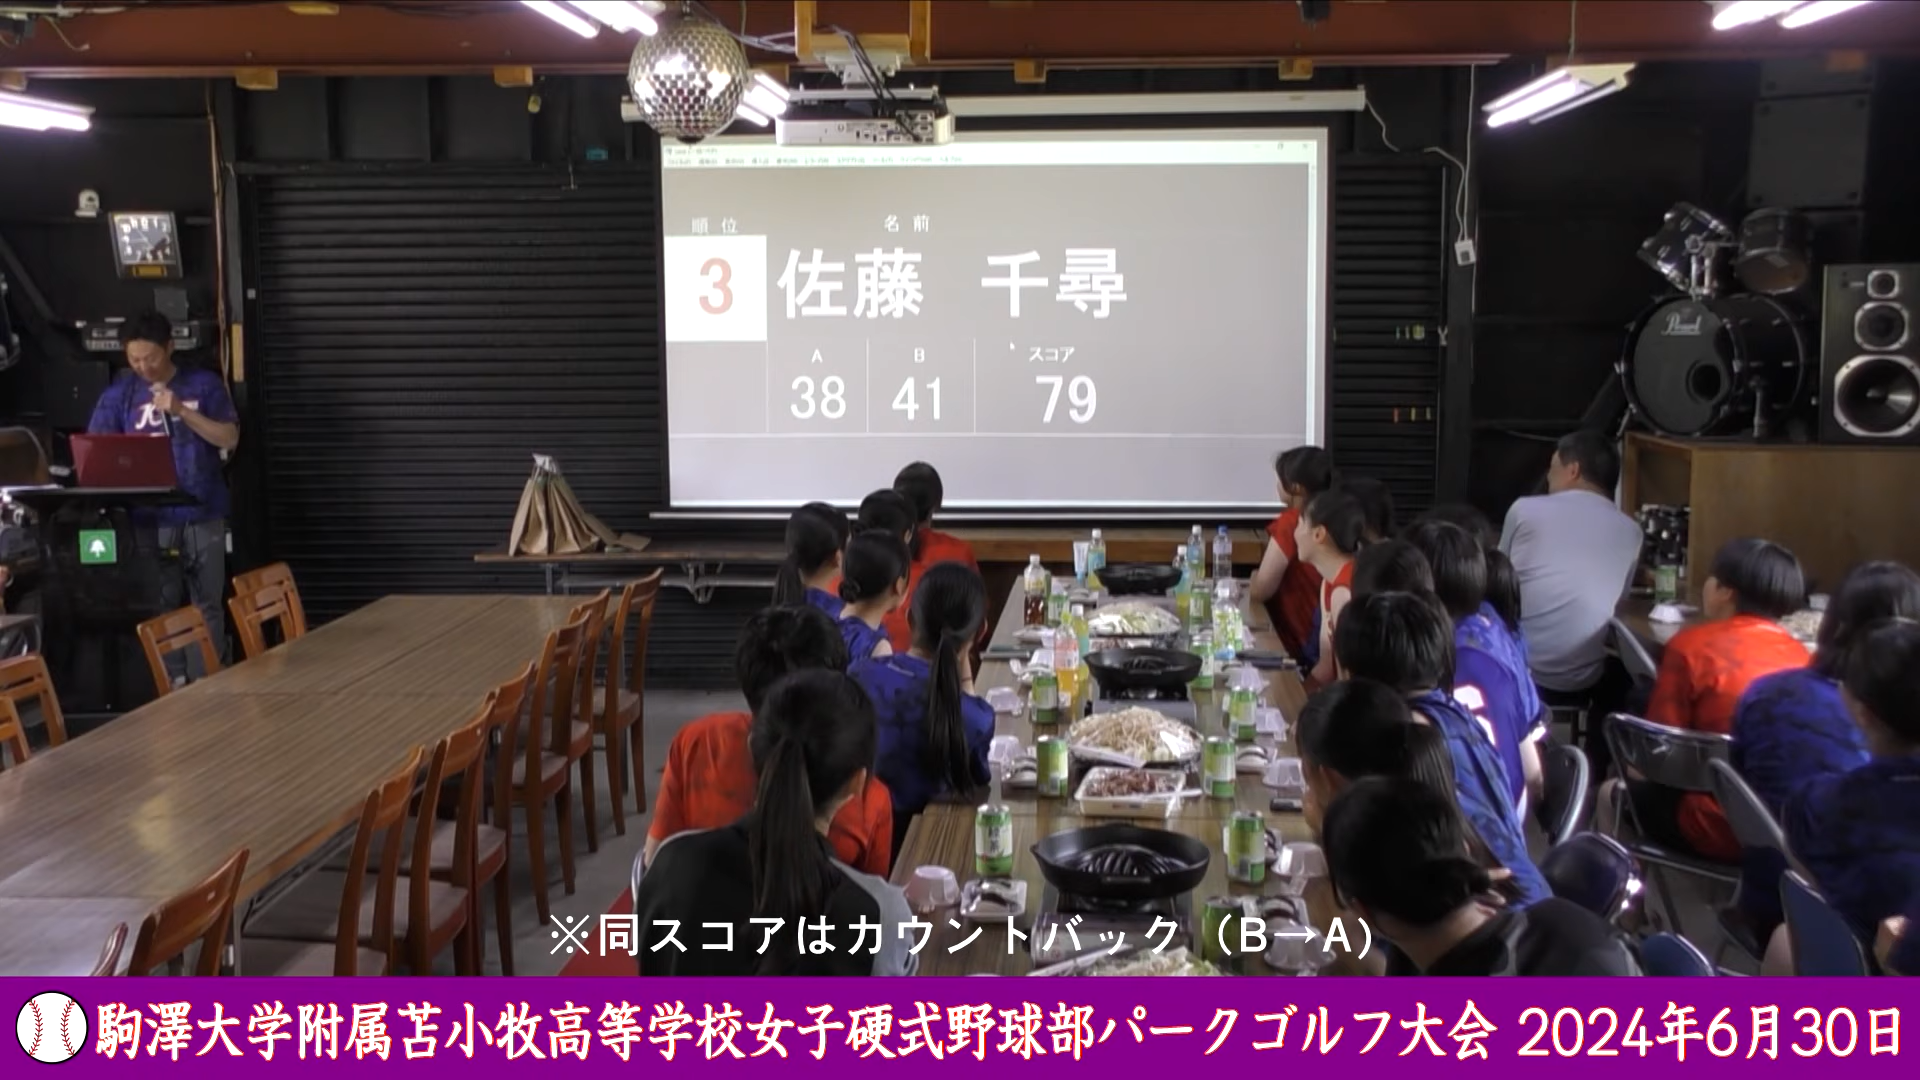 順位
名前
3
佐藤 千尋
A
B
スコア
38
41
79
Pearl
※同スコアはカウントバック（B→A）
駒澤大学附属苫小牧高等学校女子硬式野球部パークゴルフ大会 2024年6月30日